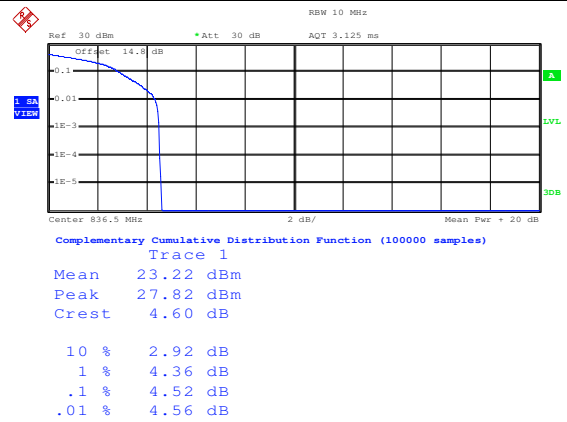 R
S
RBW 10 MHz
Ref 30 dBm *Att 30 dB AQT 3.125 ms
Offset 14.8 dB
0.1
A
0.01
1 SA
VIEW
1E-3
LVL
1E-4
1E-5
3DB
Center 836.5 MHz 2 dB/ Mean Pwr + 20 dB
Complementary Cumulative Distribution Function (100000 samples)
Trace 1
Mean 23.22 dBm
Peak 27.82 dBm
Crest 4.60 dB
10 % 2.92 dB
1 % 4.36 dB
.1 % 4.52 dB
.01 % 4.56 dB